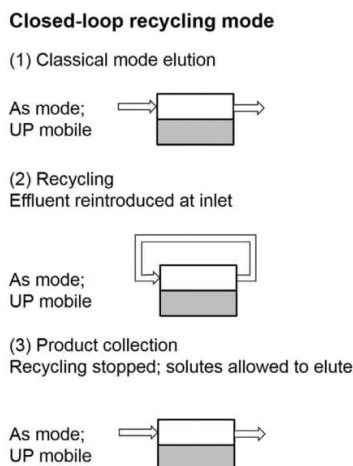 Closed-loop recycling mode
(1) Classical mode elution
As mode;
UP mobile
(2) Recycling
Effluent reintroduced at inlet
As mode;
UP mobile
(3) Product collection
Recycling stopped; solutes allowed to elute
As mode;
UP mobile